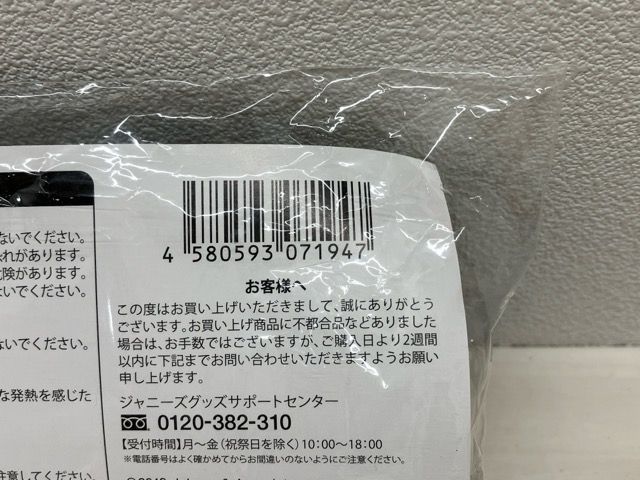 ないでください。
れがあります。
険があります。
いでください。
ないでください。
な発熱を感じた
注意してください。
4 580593 071947
お客様へ
この度はお買い上げいただきまして、誠にありがとう
ございます。お買い上げ商品に不都合品などありました
場合は、お手数ではございますが、ご購入日より2週間
以内に下記までお問い合わせいただきますようお願い
申し上げます。
ジャニーズグッズサポートセンター
0120-382-310
【受付時間】月〜金（祝祭日を除く）10:00〜18:00
※電話番号はよく確かめてからお間違いのないようにご注意ください。